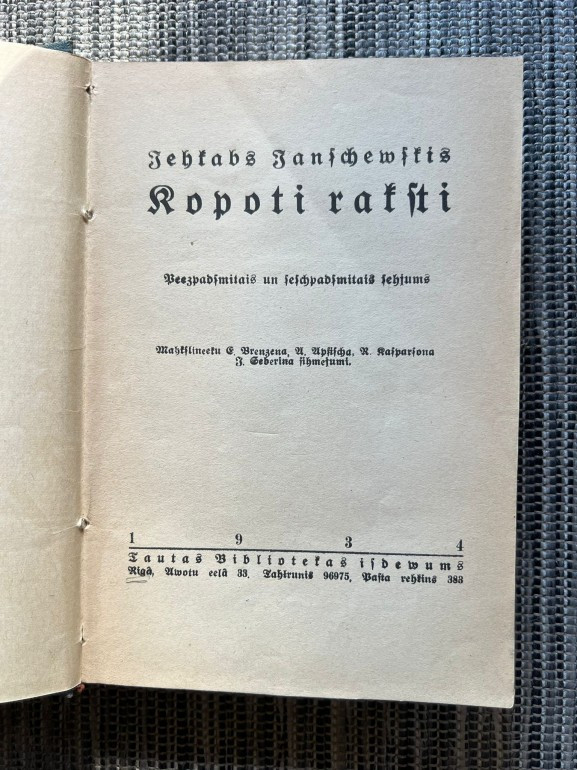 Jehkabs Janschewskis
Kopoti raksti
Peezpadsmitais un seschpadsmitais sehjums
Mahkslineeku E. Brenzena, A. Apsischa, R. Kasparsona
J. Seberina sihmejumi.
1 9 3 4
Tautas Bibliotekas isdewums
Rigā, Awotu eelā 33. Tahlrunis 96975, Pasta rehkins 383